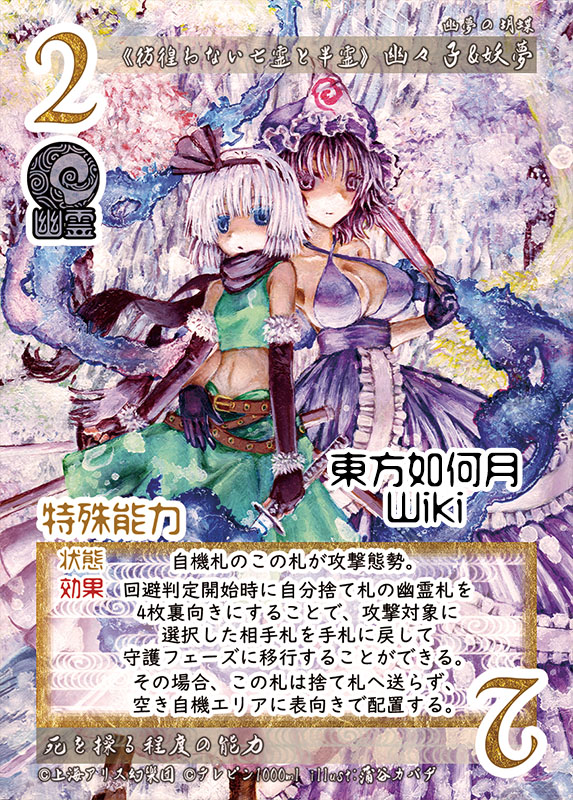 幽夢の胡蝶
2
《彷徨わない亡霊と半霊》 幽々子&妖夢
幽霊
東方如何月
Wiki
特殊能力
状態 自機札のこの札が攻撃態勢。
効果 回避判定開始時に自分捨て札の幽霊札を
4枚裏向きにすることで、攻撃対象に
選択した相手札を手札に戻して
守護フェーズに移行することができる。
その場合、この札は捨て札へ送らず、
空き自機エリアに表向きで配置する。
2
死を操る程度の能力
©上海アリス幻樂団 ©テレピン1000ml illust:蒲谷カバヂ